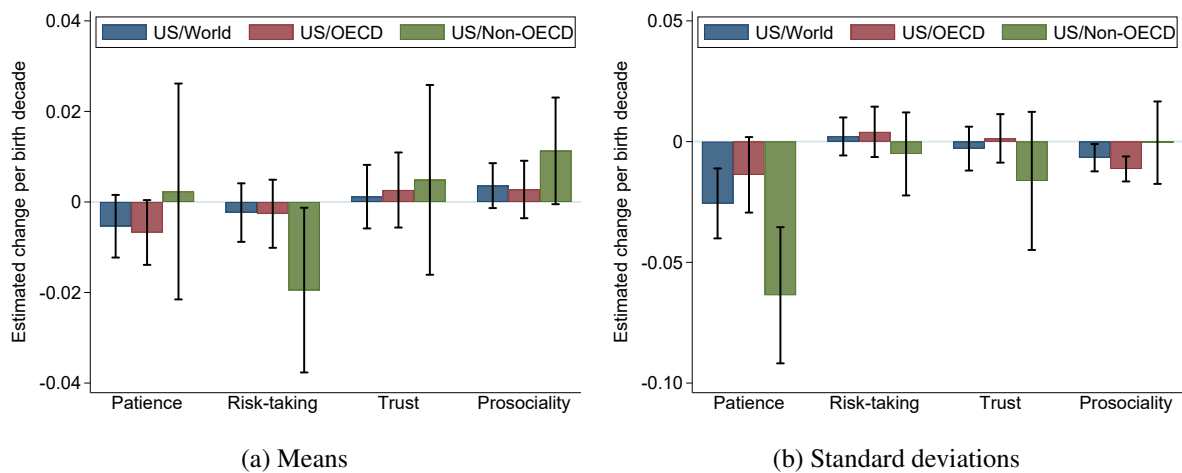 0.04
US/World US/OECD US/Non-OECD
0.02
0
-0.02
-0.04
Estimated change per birth decade
Patience Risk-taking Trust Prosociality
(a) Means
0.05
US/World US/OECD US/Non-OECD
0
-0.05
-0.10
Estimated change per birth decade
Patience Risk-taking Trust Prosociality
(b) Standard deviations